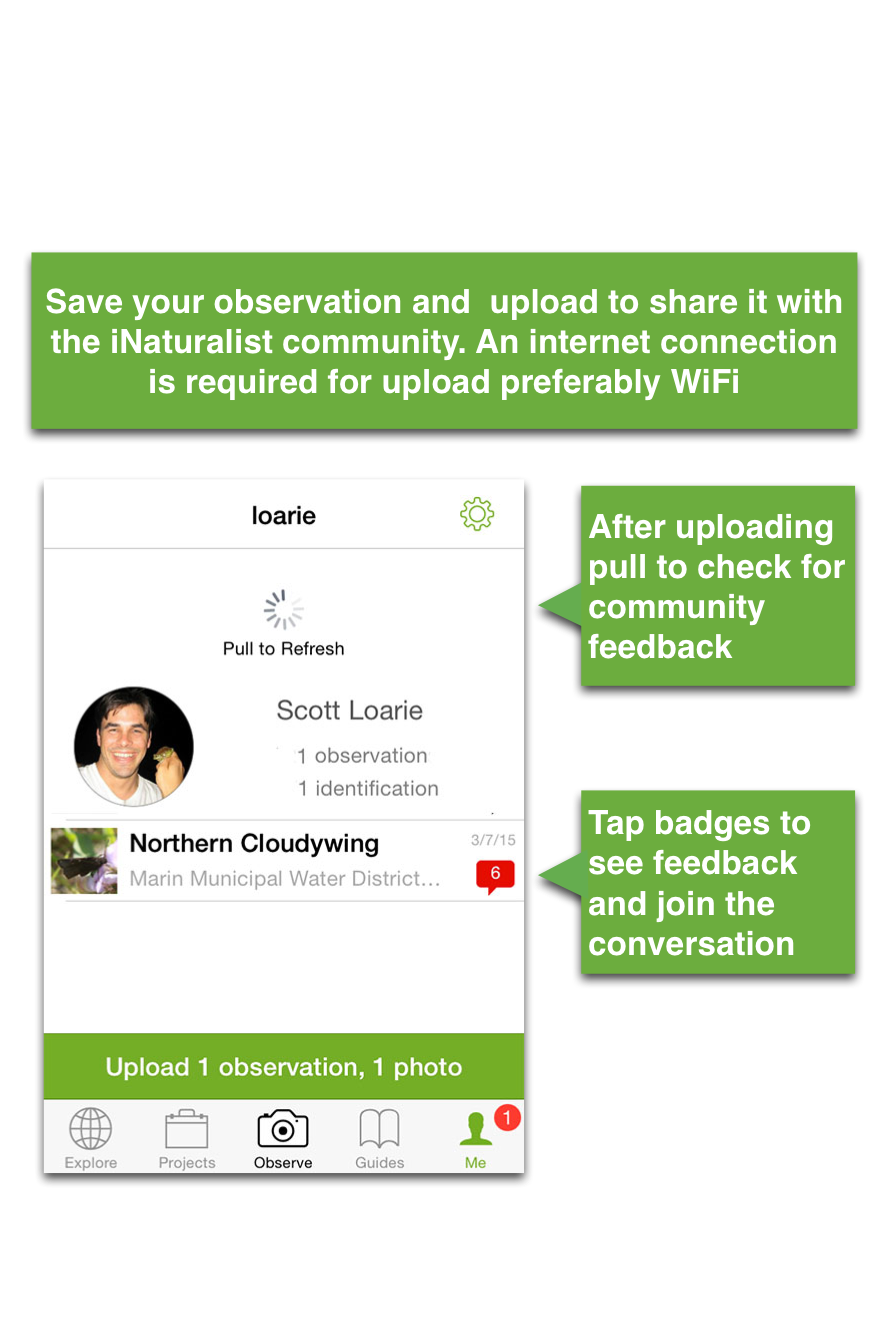 Save your observation and  upload to share it with
the iNaturalist community. An internet connection
is required for upload preferably WiFi
loarie
Pull to Refresh
Scott Loarie
1 observation
1 identification
Northern Cloudywing
3/7/15
Marin Municipal Water District…
6
Upload 1 observation, 1 photo
Explore
Projects
Observe
Guides
1
Me
After uploading
pull to check for
community
feedback
Tap badges to
see feedback
and join the
conversation